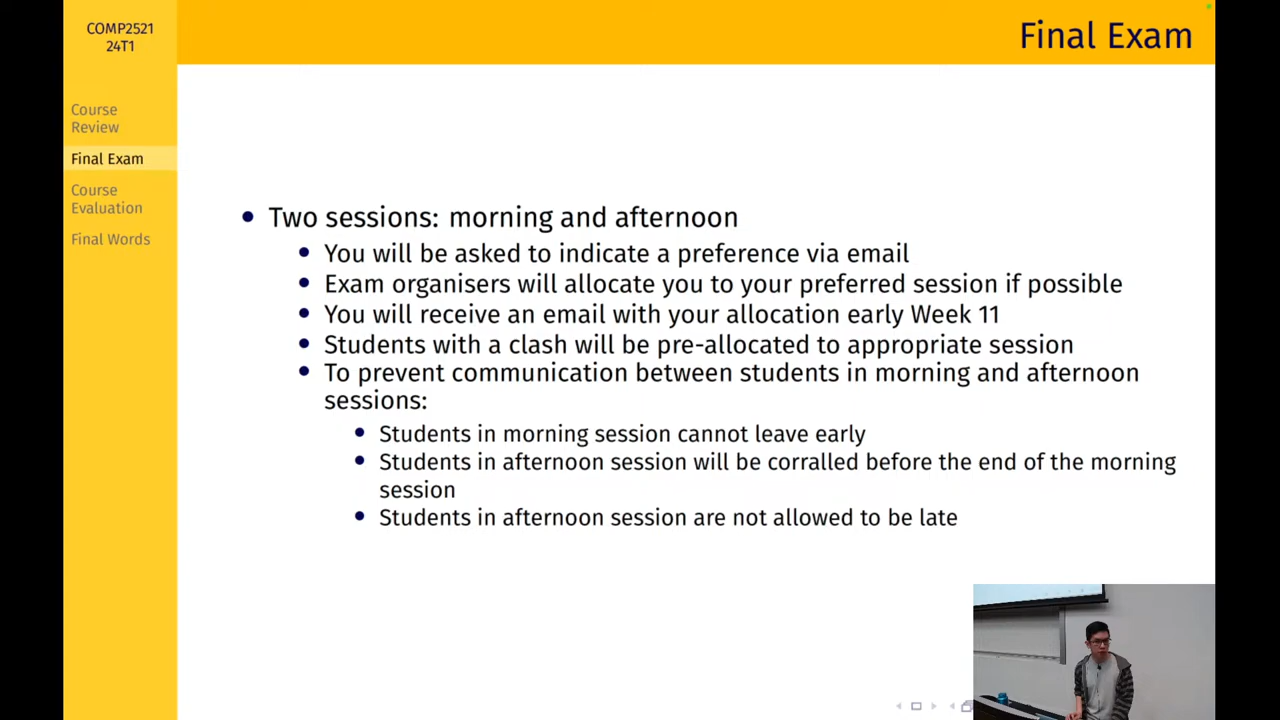 COMP2521
24T1
Final Exam
Course
Review
Final Exam
Course
Evaluation
Final Words
Two sessions: morning and afternoon
You will be asked to indicate a preference via email
Exam organisers will allocate you to your preferred session if possible
You will receive an email with your allocation early Week 11
Students with a clash will be pre-allocated to appropriate session
To prevent communication between students in morning and afternoon
sessions:
Students in morning session cannot leave early
Students in afternoon session will be corralled before the end of the morning
session
Students in afternoon session are not allowed to be late